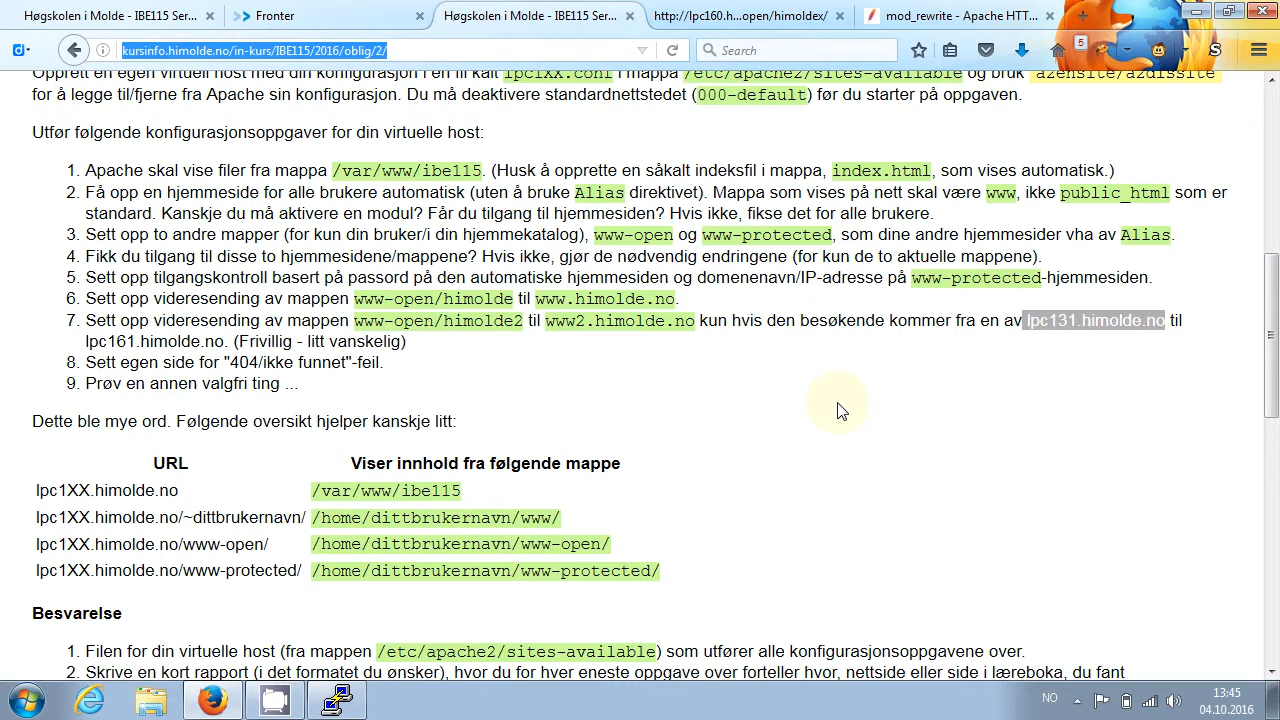 Høgskolen i Molde - IBE115 Ser... × Fronter × Høgskolen i Molde - IBE115 Ser... × http://lpc160.h...open/himoldex/ × mod_rewrite - Apache HTT... × +
kursinfo.himolde.no/in-kurs/IBE115/2016/oblig/2/ Search 5
Opprett en egen virtuell host med din konfigurasjon i en fil kalt lpc1XX.conf i mappa /etc/apache2/sites-available og bruk a2ensite/a2dissite
for å legge til/fjerne fra Apache sin konfigurasjon. Du må deaktivere standardnettstedet (000-default) før du starter på oppgaven.
Utfør følgende konfigurasjonsoppgaver for din virtuelle host:
1. Apache skal vise filer fra mappa /var/www/ibe115. (Husk å opprette en såkalt indeksfil i mappa, index.html, som vises automatisk.)
2. Få opp en hjemmeside for alle brukere automatisk (uten å bruke Alias direktivet). Mappa som vises på nett skal være www, ikke public_html som er
standard. Kanskje du må aktivere en modul? Får du tilgang til hjemmesiden? Hvis ikke, fikse det for alle brukere.
3. Sett opp to andre mapper (for kun din bruker/i din hjemmekatalog), www-open og www-protected, som dine andre hjemmesider vha av Alias.
4. Fikk du tilgang til disse to hjemmesidene/mappene? Hvis ikke, gjør de nødvendig endringene (for kun de to aktuelle mappene).
5. Sett opp tilgangskontroll basert på passord på den automatiske hjemmesiden og domenenavn/IP-adresse på www-protected-hjemmesiden.
6. Sett opp videresending av mappen www-open/himolde til www.himolde.no.
7. Sett opp videresending av mappen www-open/himolde2 til www2.himolde.no kun hvis den besøkende kommer fra en av lpc131.himolde.no til
lpc161.himolde.no. (Frivillig - litt vanskelig)
8. Sett egen side for "404/ikke funnet"-feil.
9. Prøv en annen valgfri ting ...
Dette ble mye ord. Følgende oversikt hjelper kanskje litt:
URL Viser innhold fra følgende mappe
lpc1XX.himolde.no /var/www/ibe115
lpc1XX.himolde.no/~dittbrukernavn/ /home/dittbrukernavn/www/
lpc1XX.himolde.no/www-open/ /home/dittbrukernavn/www-open/
lpc1XX.himolde.no/www-protected/ /home/dittbrukernavn/www-protected/
Besvarelse
1. Filen for din virtuelle host (fra mappen /etc/apache2/sites-available) som utfører alle konfigurasjonsoppgavene over.
2. Skrive en kort rapport (i det formatet du ønsker), hvor du for hver eneste oppgave over forteller hvor, nettside eller side i læreboka, du fant
NO 13:45
04.10.2016